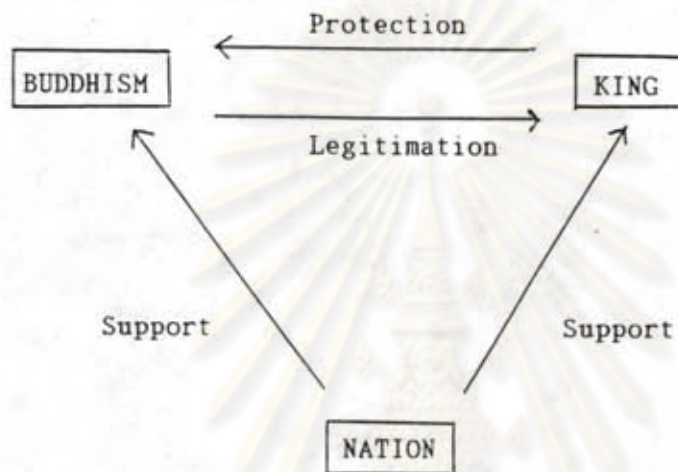 Protection
BUDDHISM KING
Legitimation
Support Support
NATION